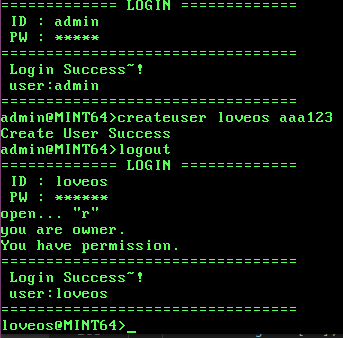 ============= LOGIN =============
ID : admin
PW : *****
=================================
Login Success~!
user:admin
=================================
admin@MINT64>createuser loveos aaa123
Create User Success
admin@MINT64>logout
============= LOGIN =============
ID : loveos
PW : ******
open... "r"
you are owner.
You have permission.
=================================
Login Success~!
user:loveos
=================================
loveos@MINT64>_